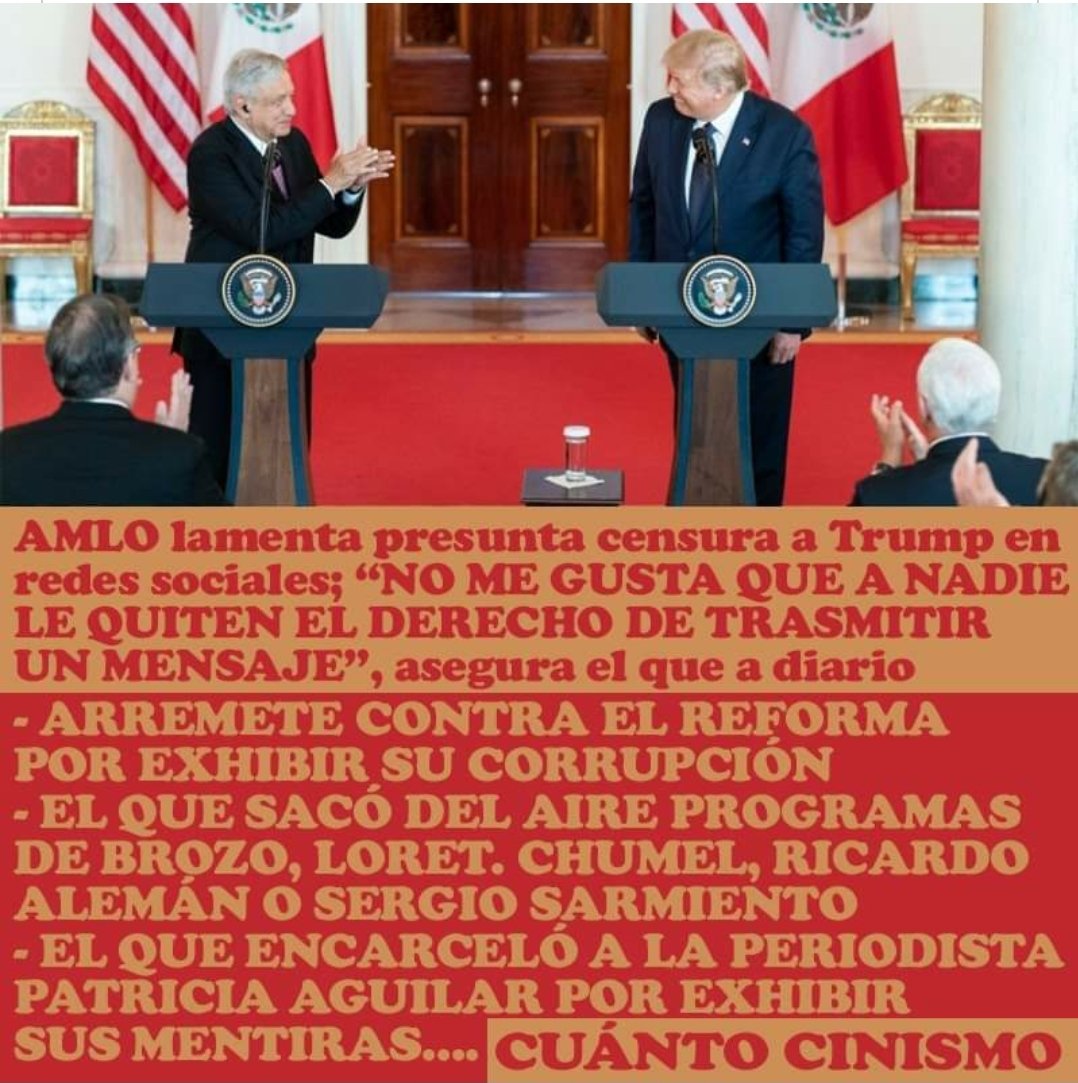 AMLO lamenta presunta censura a Trump en
redes sociales; “NO ME GUSTA QUE A NADIE
LE QUITEN EL DERECHO DE TRASMITIR
UN MENSAJE”, asegura el que a diario
- ARREMETE CONTRA EL REFORMA
POR EXHIBIR SU CORRUPCIÓN
- EL QUE SACÓ DEL AIRE PROGRAMAS
DE BROZO, LORET. CHUMEL, RICARDO
ALEMÁN O SERGIO SARMIENTO
- EL QUE ENCARCELÓ A LA PERIODISTA
PATRICIA AGUILAR POR EXHIBIR
SUS MENTIRAS.... CUÁNTO CINISMO